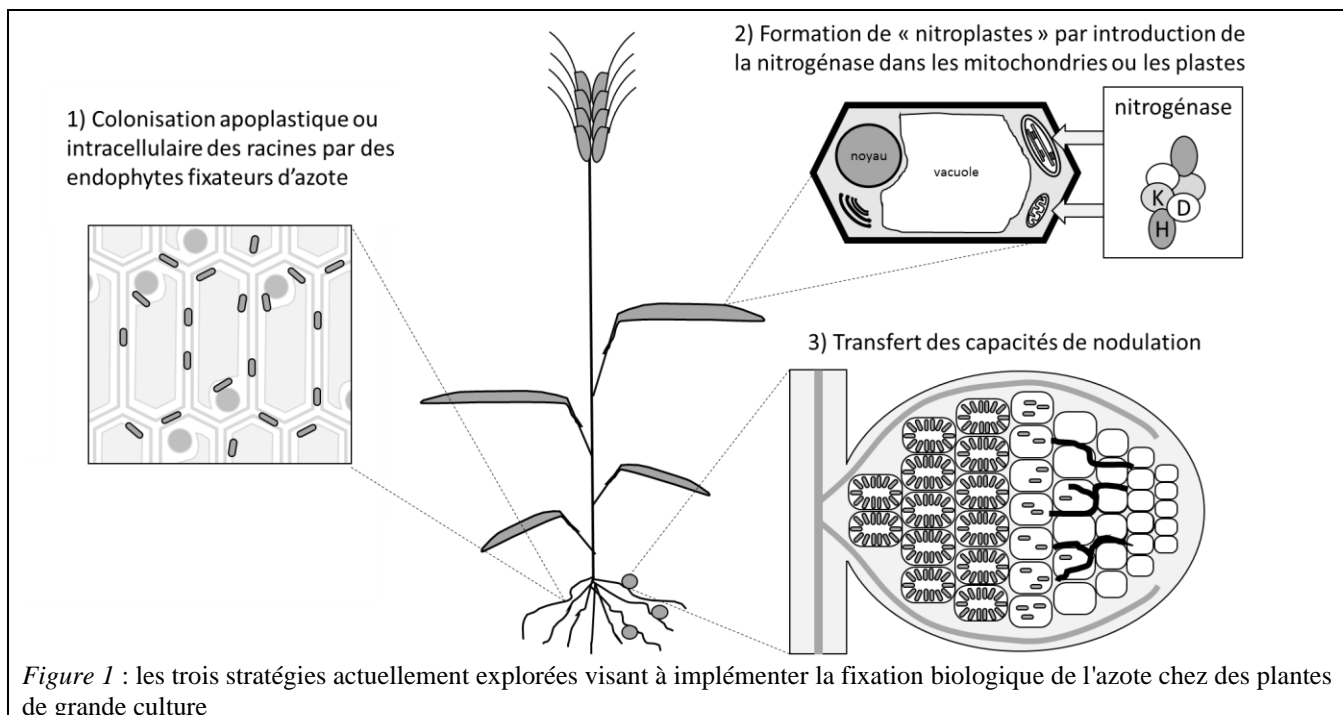 1) Colonisation apoplastique ou
intracellulaire des racines par des
endophytes fixateurs d'azote
2) Formation de « nitroplastes » par introduction de
la nitrogénase dans les mitochondries ou les plastes
noyau
vacuole
nitrogénase
K
D
H
3) Transfert des capacités de nodulation
Figure 1 : les trois stratégies actuellement explorées visant à implémenter la fixation biologique de l'azote chez des plantes
de grande culture